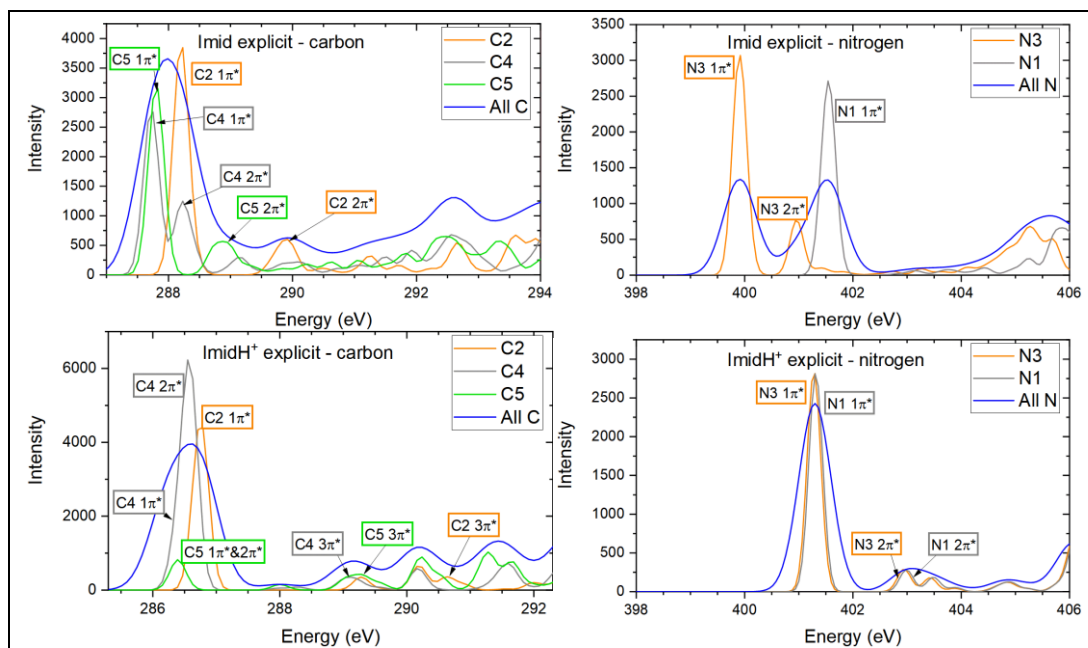 Imid explicit - carbon
C2
C4
C5
All C
C5 1π*
C2 1π*
C4 1π*
C4 2π*
C5 2π*
C2 2π*
Intensity
4000
3500
3000
2500
2000
1500
1000
500
0
288
290
292
294
Energy (eV)
Imid explicit - nitrogen
N3
N1
All N
N3 1π*
N1 1π*
N3 2π*
Intensity
3500
3000
2500
2000
1500
1000
500
0
398
400
402
404
406
Energy (eV)
ImidH⁺ explicit - carbon
C2
C4
C5
All C
C4 2π*
C2 1π*
C4 1π*
C5 1π*&2π*
C4 3π*
C5 3π*
C2 3π*
Intensity
6000
4000
2000
0
286
288
290
292
Energy (eV)
ImidH⁺ explicit - nitrogen
N3
N1
All N
N3 1π*
N1 1π*
N3 2π*
N1 2π*
Intensity
3000
2500
2000
1500
1000
500
0
398
400
402
404
406
Energy (eV)